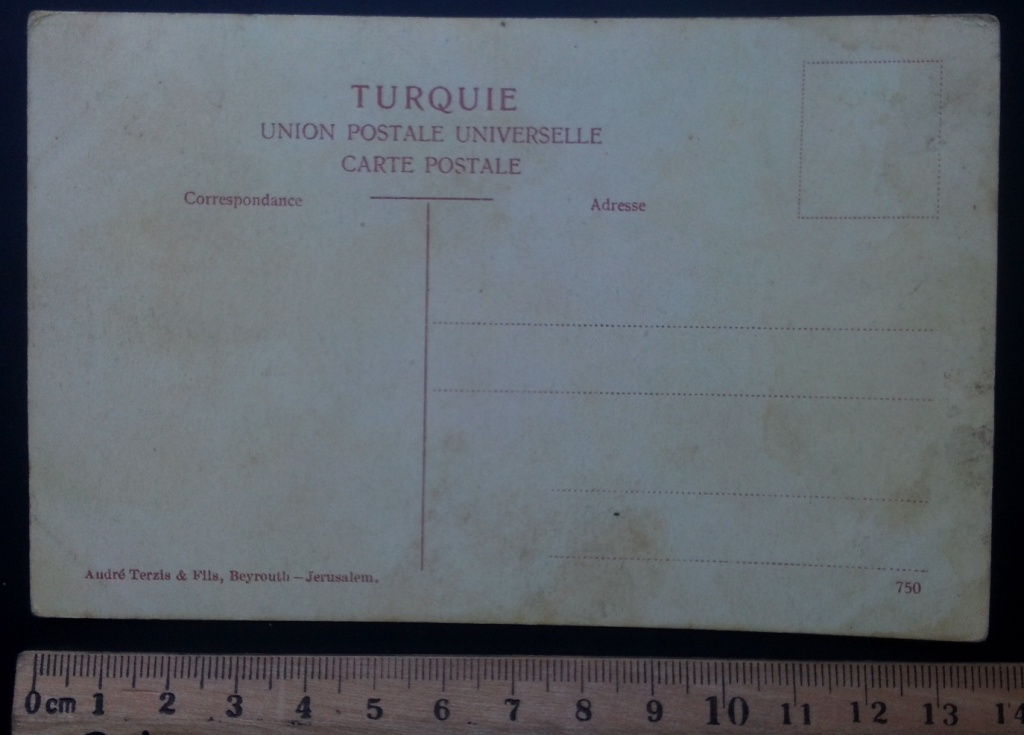 TURQUIE
UNION POSTALE UNIVERSELLE
CARTE POSTALE
Correspondance
Adresse
André Terzis & Fils, Beyrouth – Jerusalem.
750
0 cm 1 2 3 4 5 6 7 8 9 10 11 12 13 14